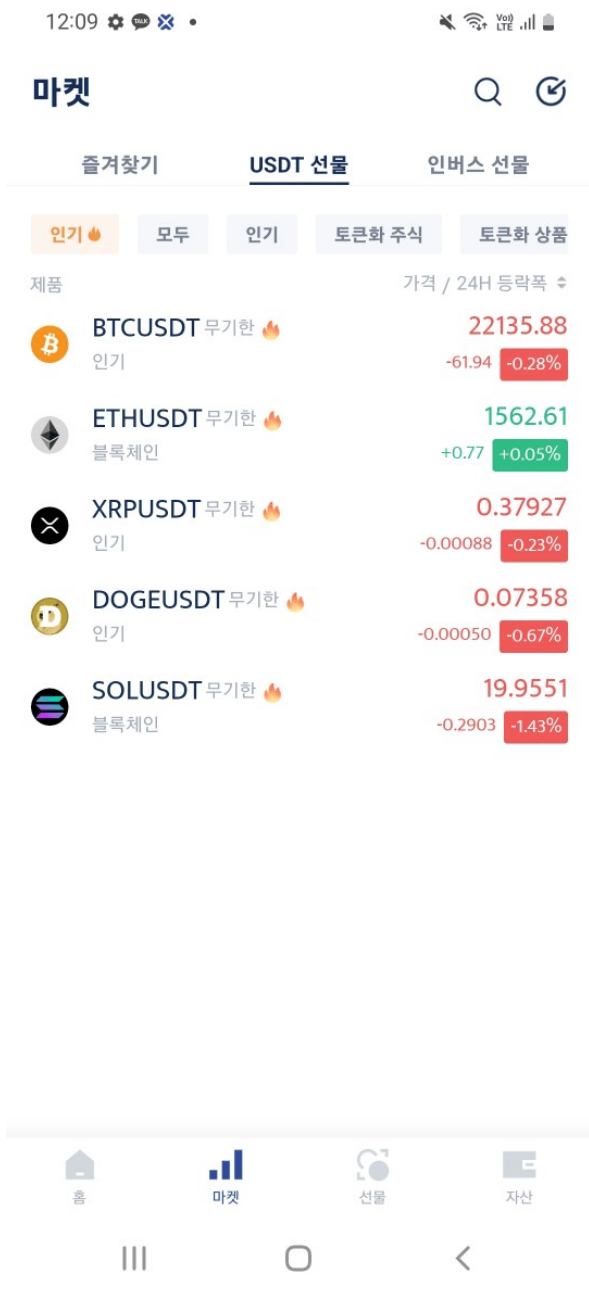 12:09 TALK Vo)) LTE
마켓
즐겨찾기 USDT 선물 인버스 선물
인기 모두 인기 토큰화 주식 토큰화 상품
제품 가격 / 24H 등락폭
BTCUSDT 무기한 22135.88
인기 -61.94 -0.28%
ETHUSDT 무기한 1562.61
블록체인 +0.77 +0.05%
XRPUSDT 무기한 0.37927
인기 -0.00088 -0.23%
DOGEUSDT 무기한 0.07358
인기 -0.00050 -0.67%
SOLUSDT 무기한 19.9551
블록체인 -0.2903 -1.43%
홈 마켓 선물 자산